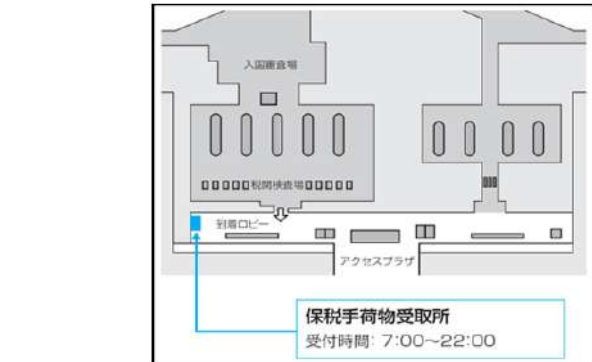 入国審査場
税関検査場
到着ロビー
アクセスプラザ
保税手荷物受取所
受付時間: 7:00～22:00